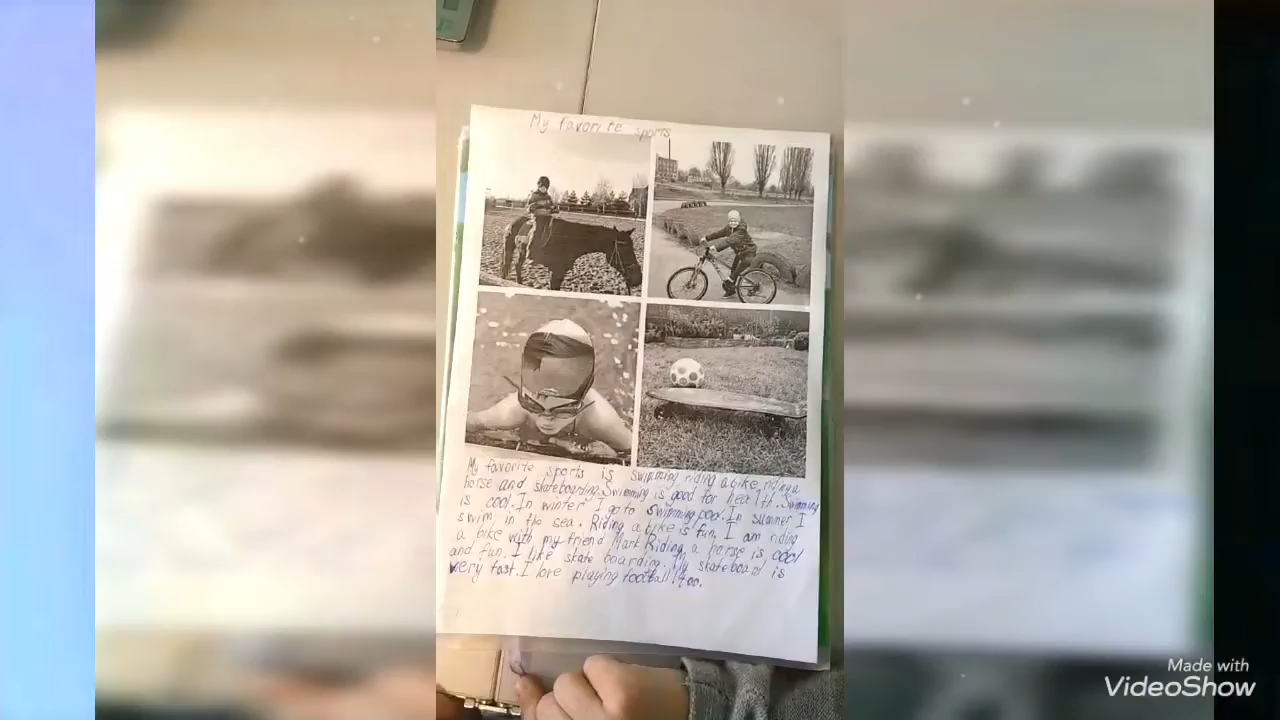 My favorite sports
My favorite sports is swimming riding a bike, riding a
horse and skateboarding. Swimming is good for health. Swimming
is cool. In winter I go to swimming pool. In summer I
swim in the sea. Riding a bike is fun. I am riding
a bike with my friend Mark. Riding a horse is cool
and fun. I like skate boarding. My skateboard is
very fast. I love playing football too.
Made with
VideoShow